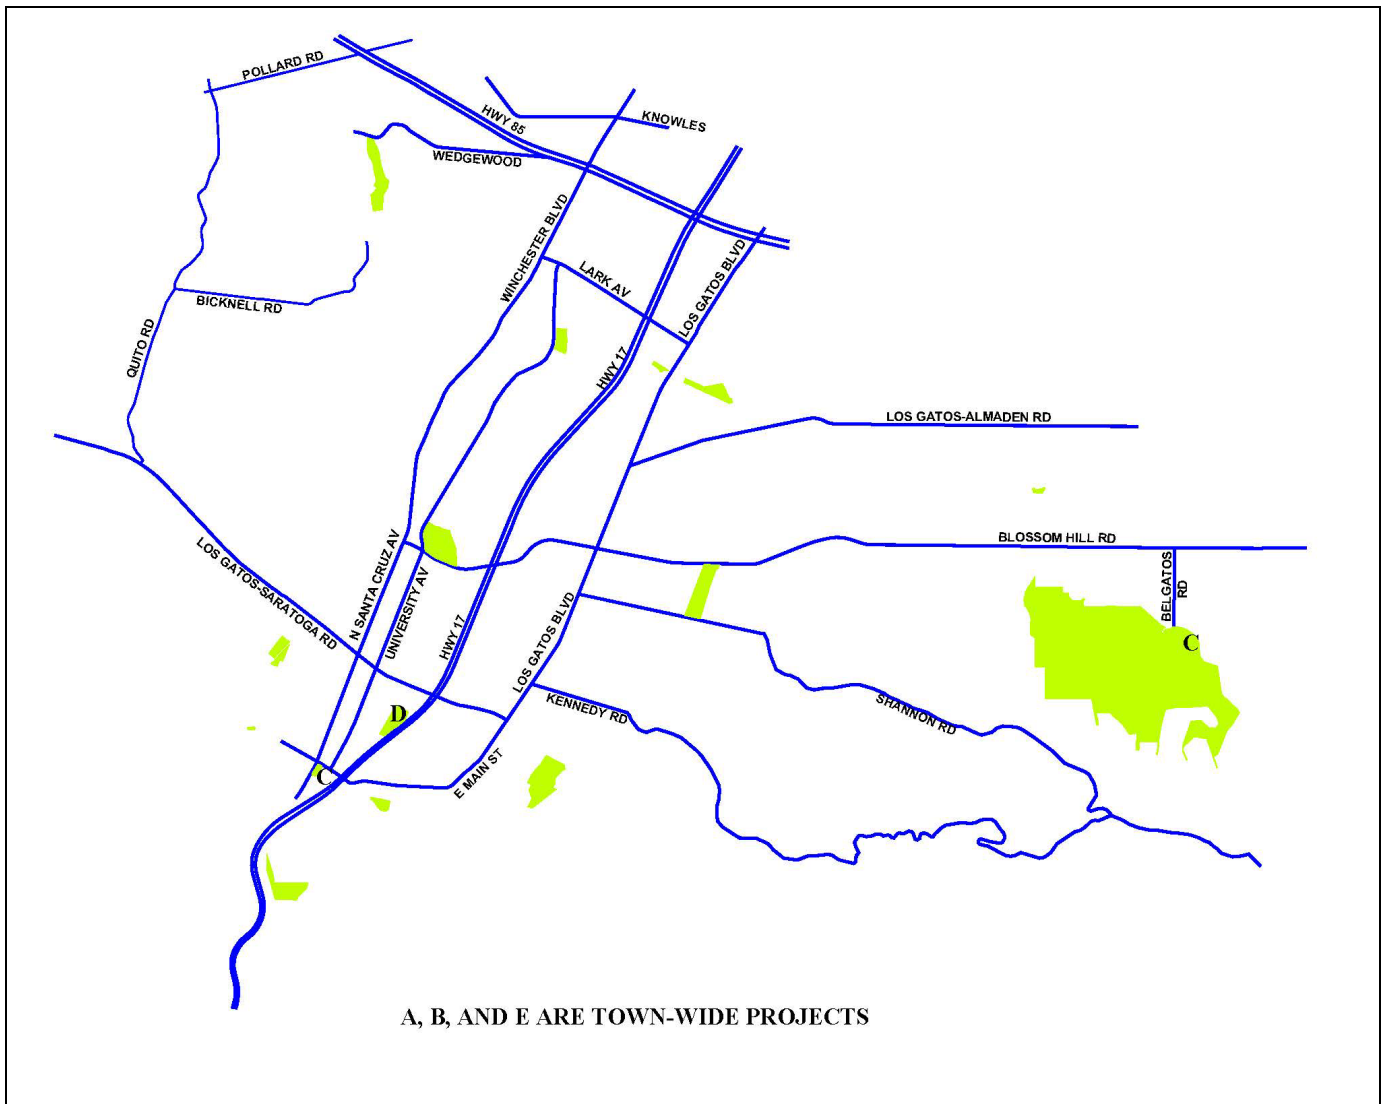 POLLARD RD
HWY 85
KNOWLES
WEDGEWOOD
WINCHESTER BLVD
LARK AV
LOS GATOS BLVD
BICKNELL RD
QUITO RD
HWY 17
LOS GATOS-ALMADEN RD
BLOSSOM HILL RD
LOS GATOS-SARATOGA RD
N SANTA CRUZ AV
UNIVERSITY AV
HWY 17
LOS GATOS BLVD
BELGATOS
RD
C
KENNEDY RD
SHANNON RD
D
C
E MAIN ST
A, B, AND E ARE TOWN-WIDE PROJECTS